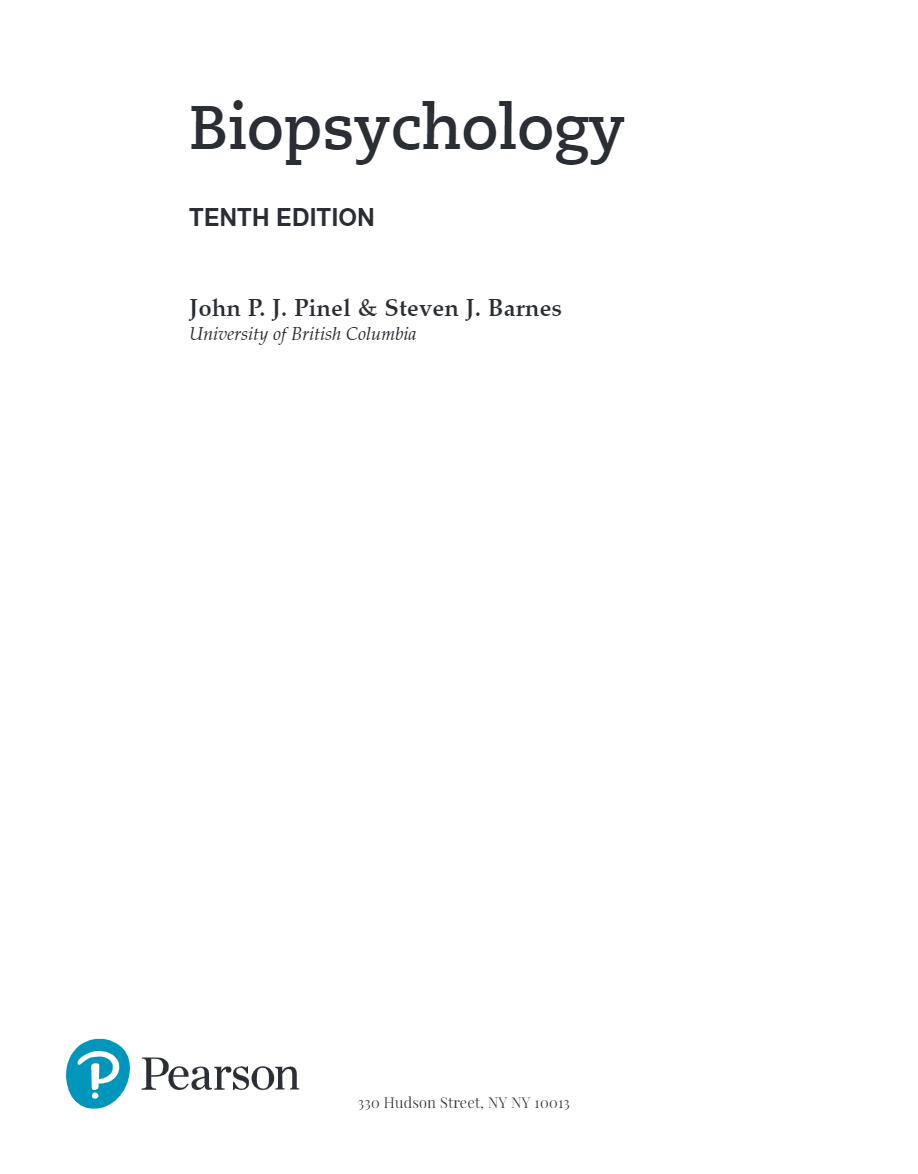 Biopsychology
TENTH EDITION
John P. J. Pinel & Steven J. Barnes
University of British Columbia
Pearson
330 Hudson Street, NY NY 10013